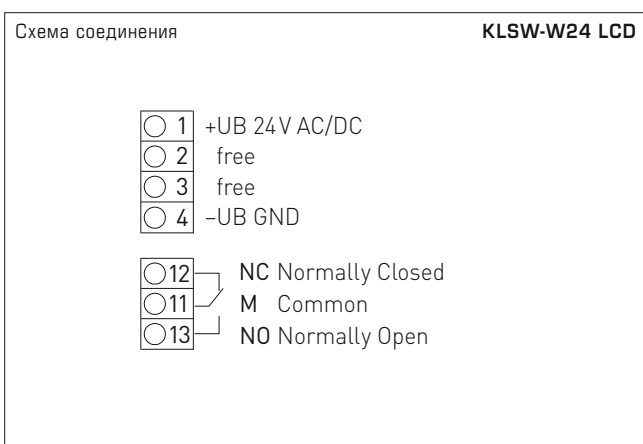 Схема соединения KLSW-W24 LCD
1 +UB 24 V AC/DC
2 free
3 free
4 –UB GND
12 NC Normally Closed
11 M Common
13 NO Normally Open